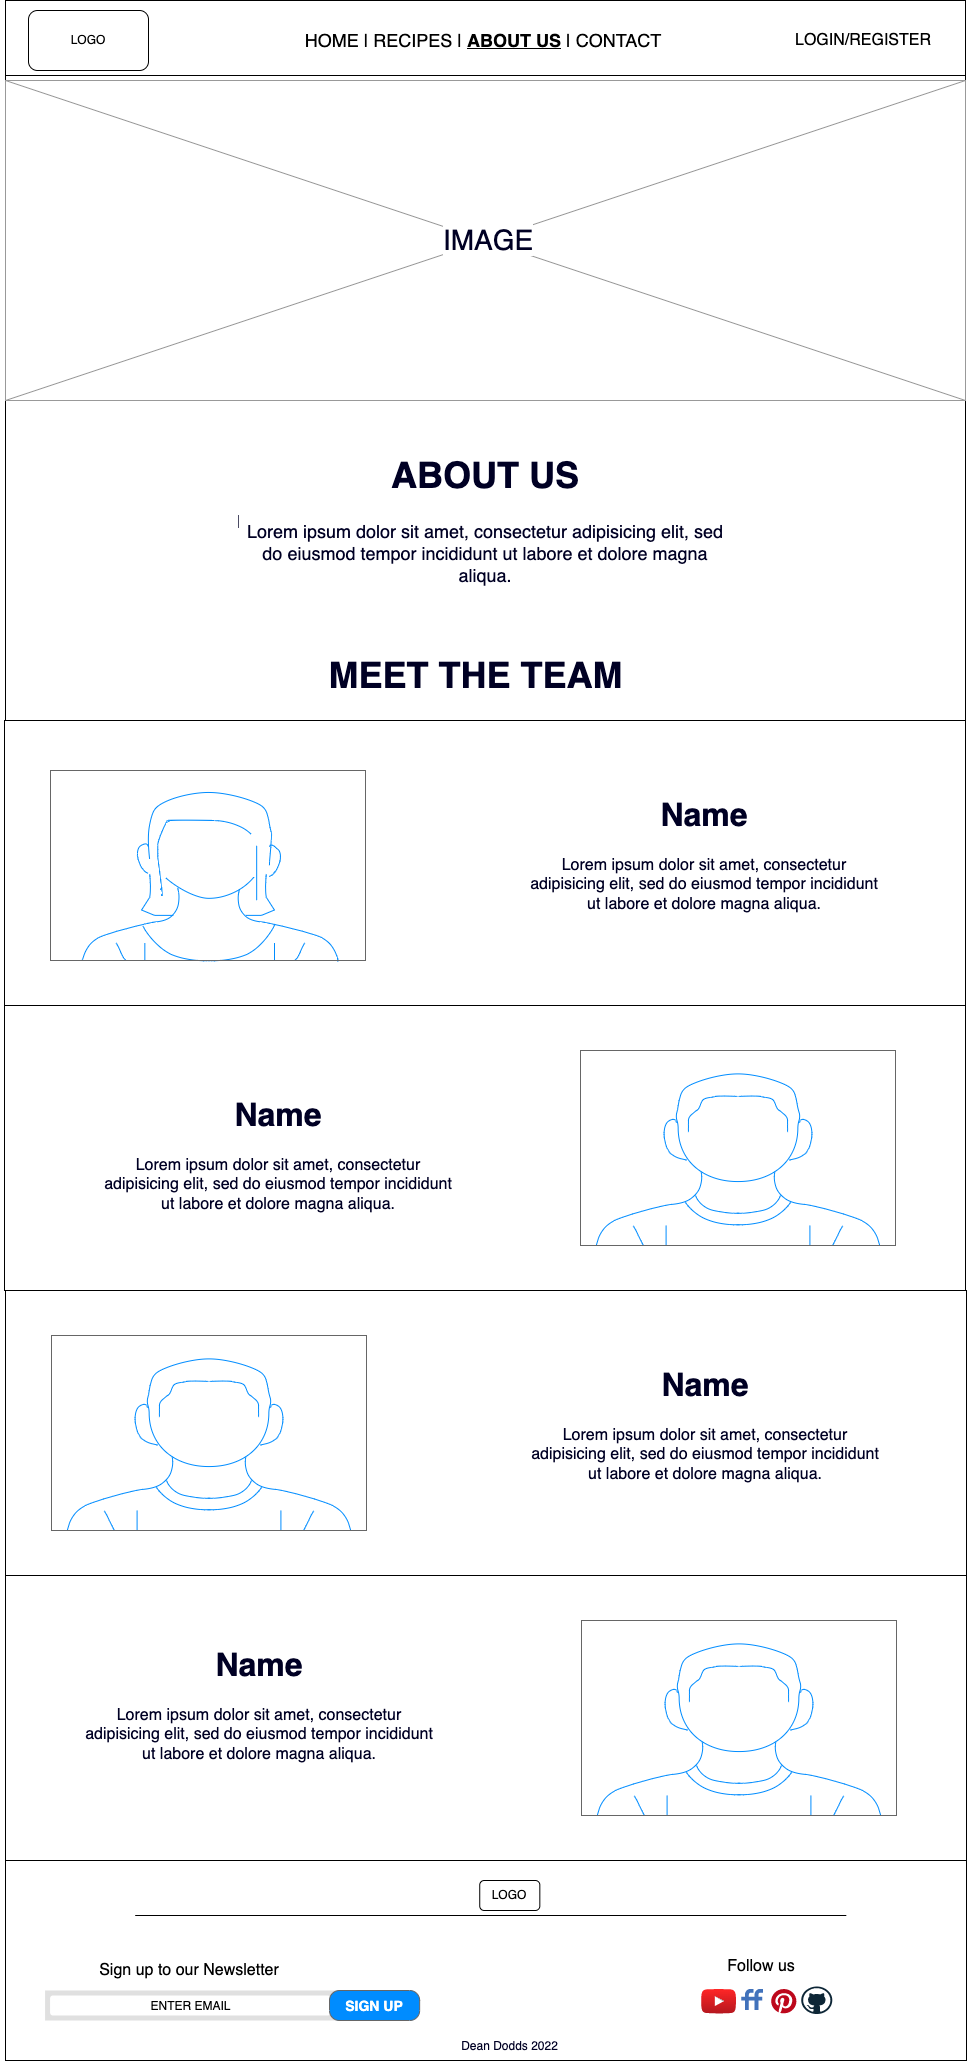 LOGO
HOME | RECIPES | ABOUT US | CONTACT
LOGIN/REGISTER
IMAGE
ABOUT US
Lorem ipsum dolor sit amet, consectetur adipisicing elit, sed
do eiusmod tempor incididunt ut labore et dolore magna
aliqua.
MEET THE TEAM
Name
Lorem ipsum dolor sit amet, consectetur
adipisicing elit, sed do eiusmod tempor incididunt
ut labore et dolore magna aliqua.
Name
Lorem ipsum dolor sit amet, consectetur
adipisicing elit, sed do eiusmod tempor incididunt
ut labore et dolore magna aliqua.
Name
Lorem ipsum dolor sit amet, consectetur
adipisicing elit, sed do eiusmod tempor incididunt
ut labore et dolore magna aliqua.
Name
Lorem ipsum dolor sit amet, consectetur
adipisicing elit, sed do eiusmod tempor incididunt
ut labore et dolore magna aliqua.
LOGO
Sign up to our Newsletter
ENTER EMAIL
SIGN UP
Follow us
Dean Dodds 2022